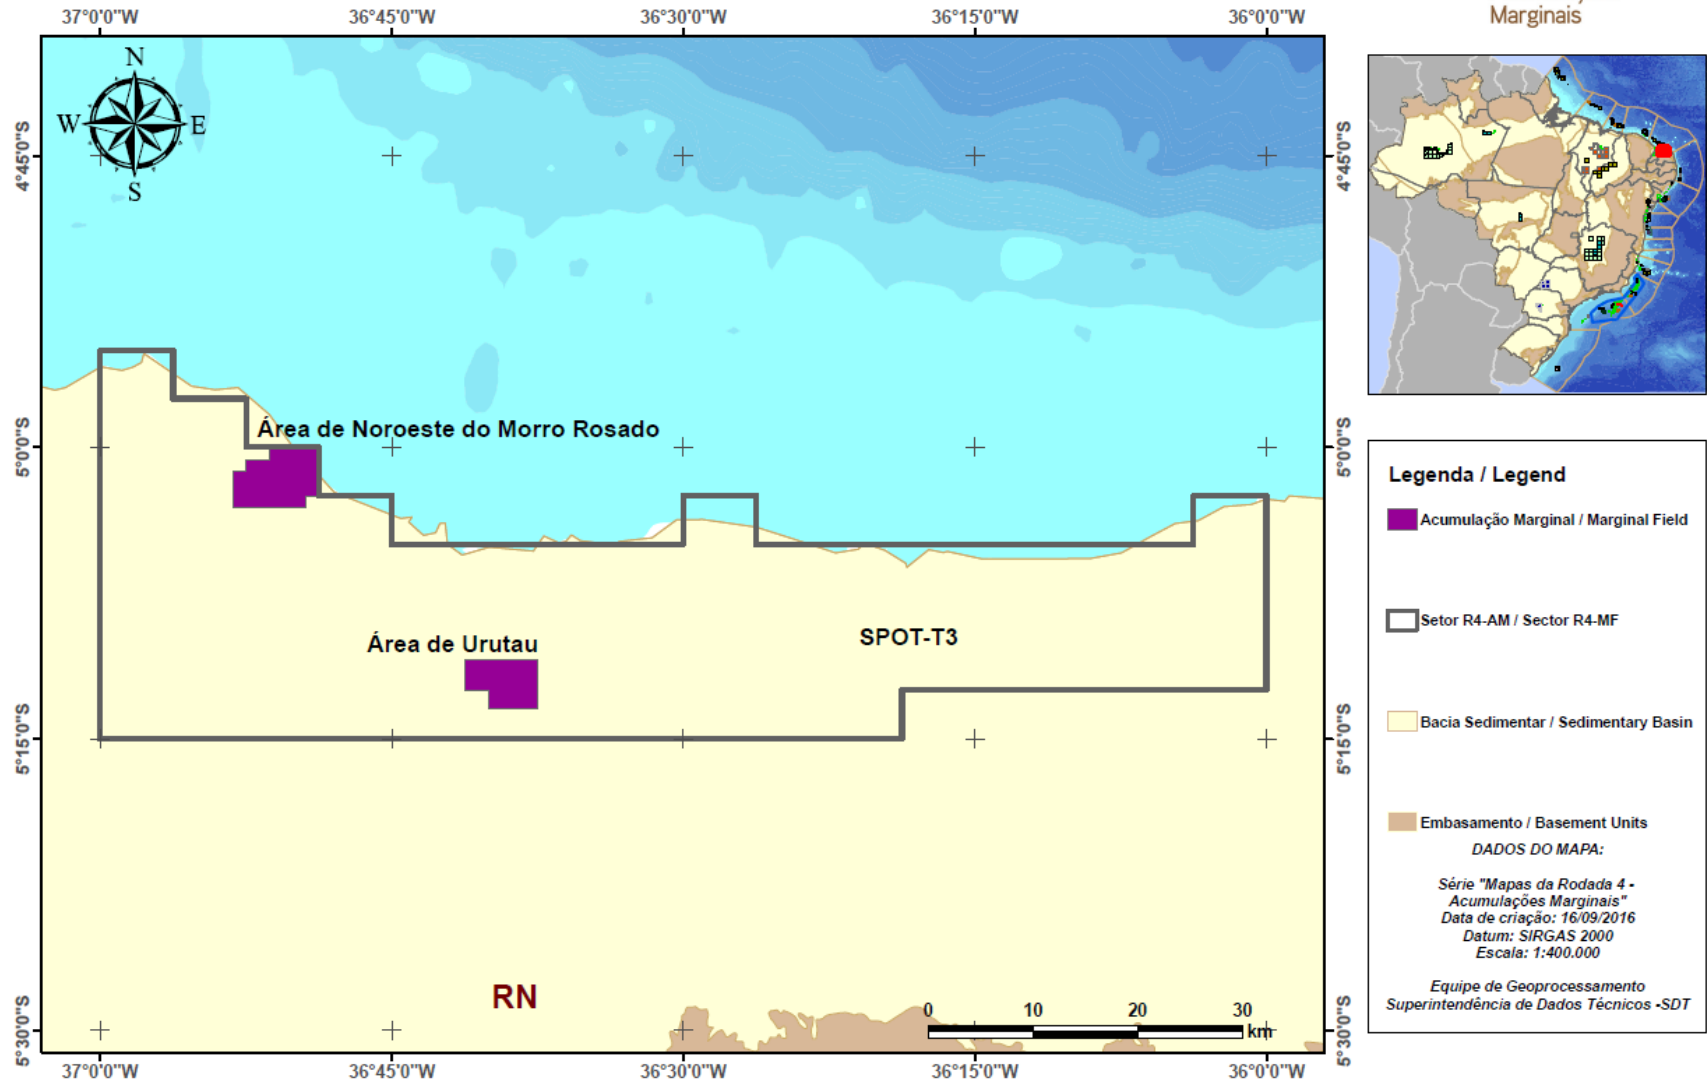 Marginais
37°0'0"W 36°45'0"W 36°30'0"W 36°15'0"W 36°0'0"W
N
W E
S
4°45'0"S 4°45'0"S
5°0'0"S 5°0'0"S
Área de Noroeste do Morro Rosado
Área de Urutau
SPOT-T3
5°15'0"S 5°15'0"S
RN
0 10 20 30
km
5°30'0"S 5°30'0"S
37°0'0"W 36°45'0"W 36°30'0"W 36°15'0"W 36°0'0"W
Legenda / Legend
Acumulação Marginal / Marginal Field
Setor R4-AM / Sector R4-MF
Bacia Sedimentar / Sedimentary Basin
Embasamento / Basement Units
DADOS DO MAPA:
Série "Mapas da Rodada 4 -
Acumulações Marginais"
Data de criação: 16/09/2016
Datum: SIRGAS 2000
Escala: 1:400.000
Equipe de Geoprocessamento
Superintendência de Dados Técnicos -SDT